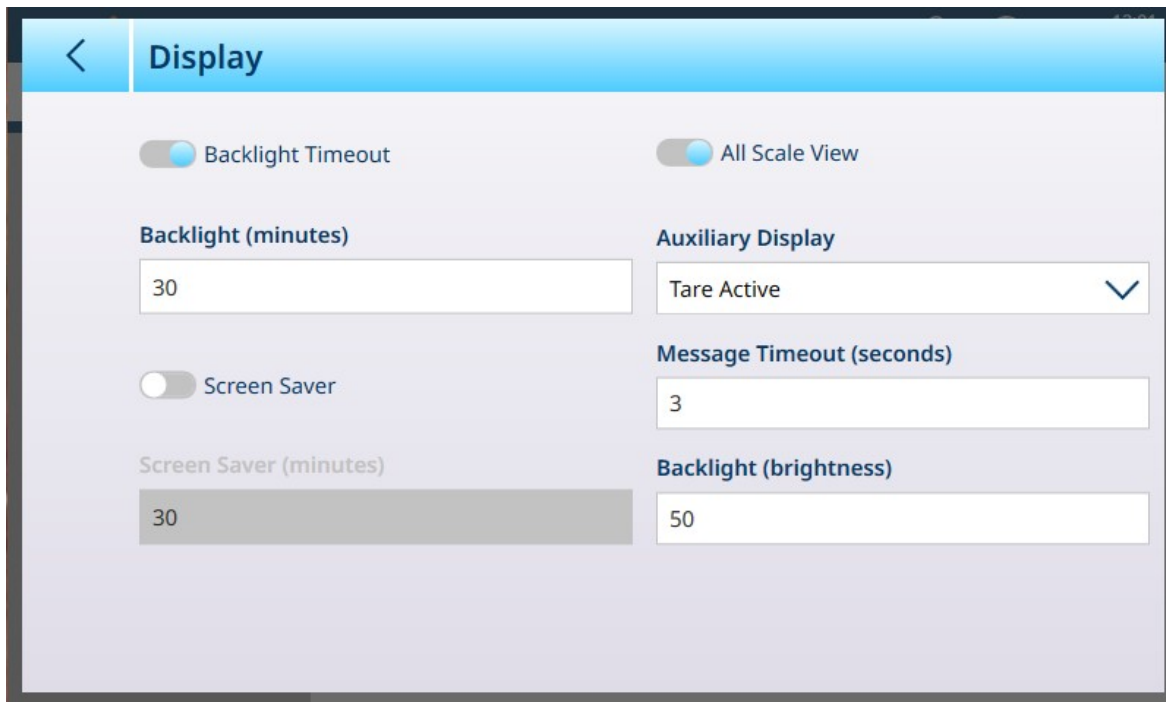 Display
Backlight Timeout
Backlight (minutes)
30
Screen Saver
Screen Saver (minutes)
30
All Scale View
Auxiliary Display
Tare Active
Message Timeout (seconds)
3
Backlight (brightness)
50